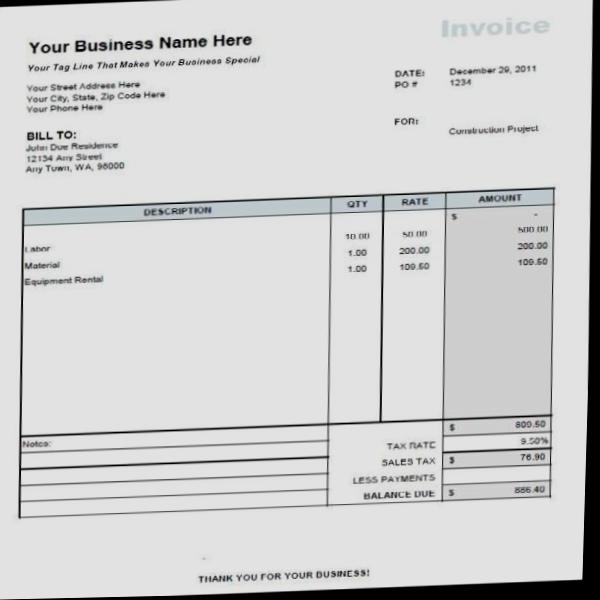 Invoice
Your Business Name Here
Your Tag Line That Makes Your Business Special
Your Street Address Here
Your City, State, Zip Code Here
Your Phone Here
DATE: December 29, 2011
PO # 1234
FOR: Construction Project
BILL TO:
John Due Residence
12134 Any Street
Any Town, WA, 98000
DESCRIPTION QTY RATE AMOUNT
$ -
Labor 10.00 50.00 500.00
Material 1.00 200.00 200.00
Equipment Rental 1.00 109.50 109.50
$ 809.50
Notes: TAX RATE 9.50%
SALES TAX $ 76.90
LESS PAYMENTS
BALANCE DUE $ 886.40
THANK YOU FOR YOUR BUSINESS!